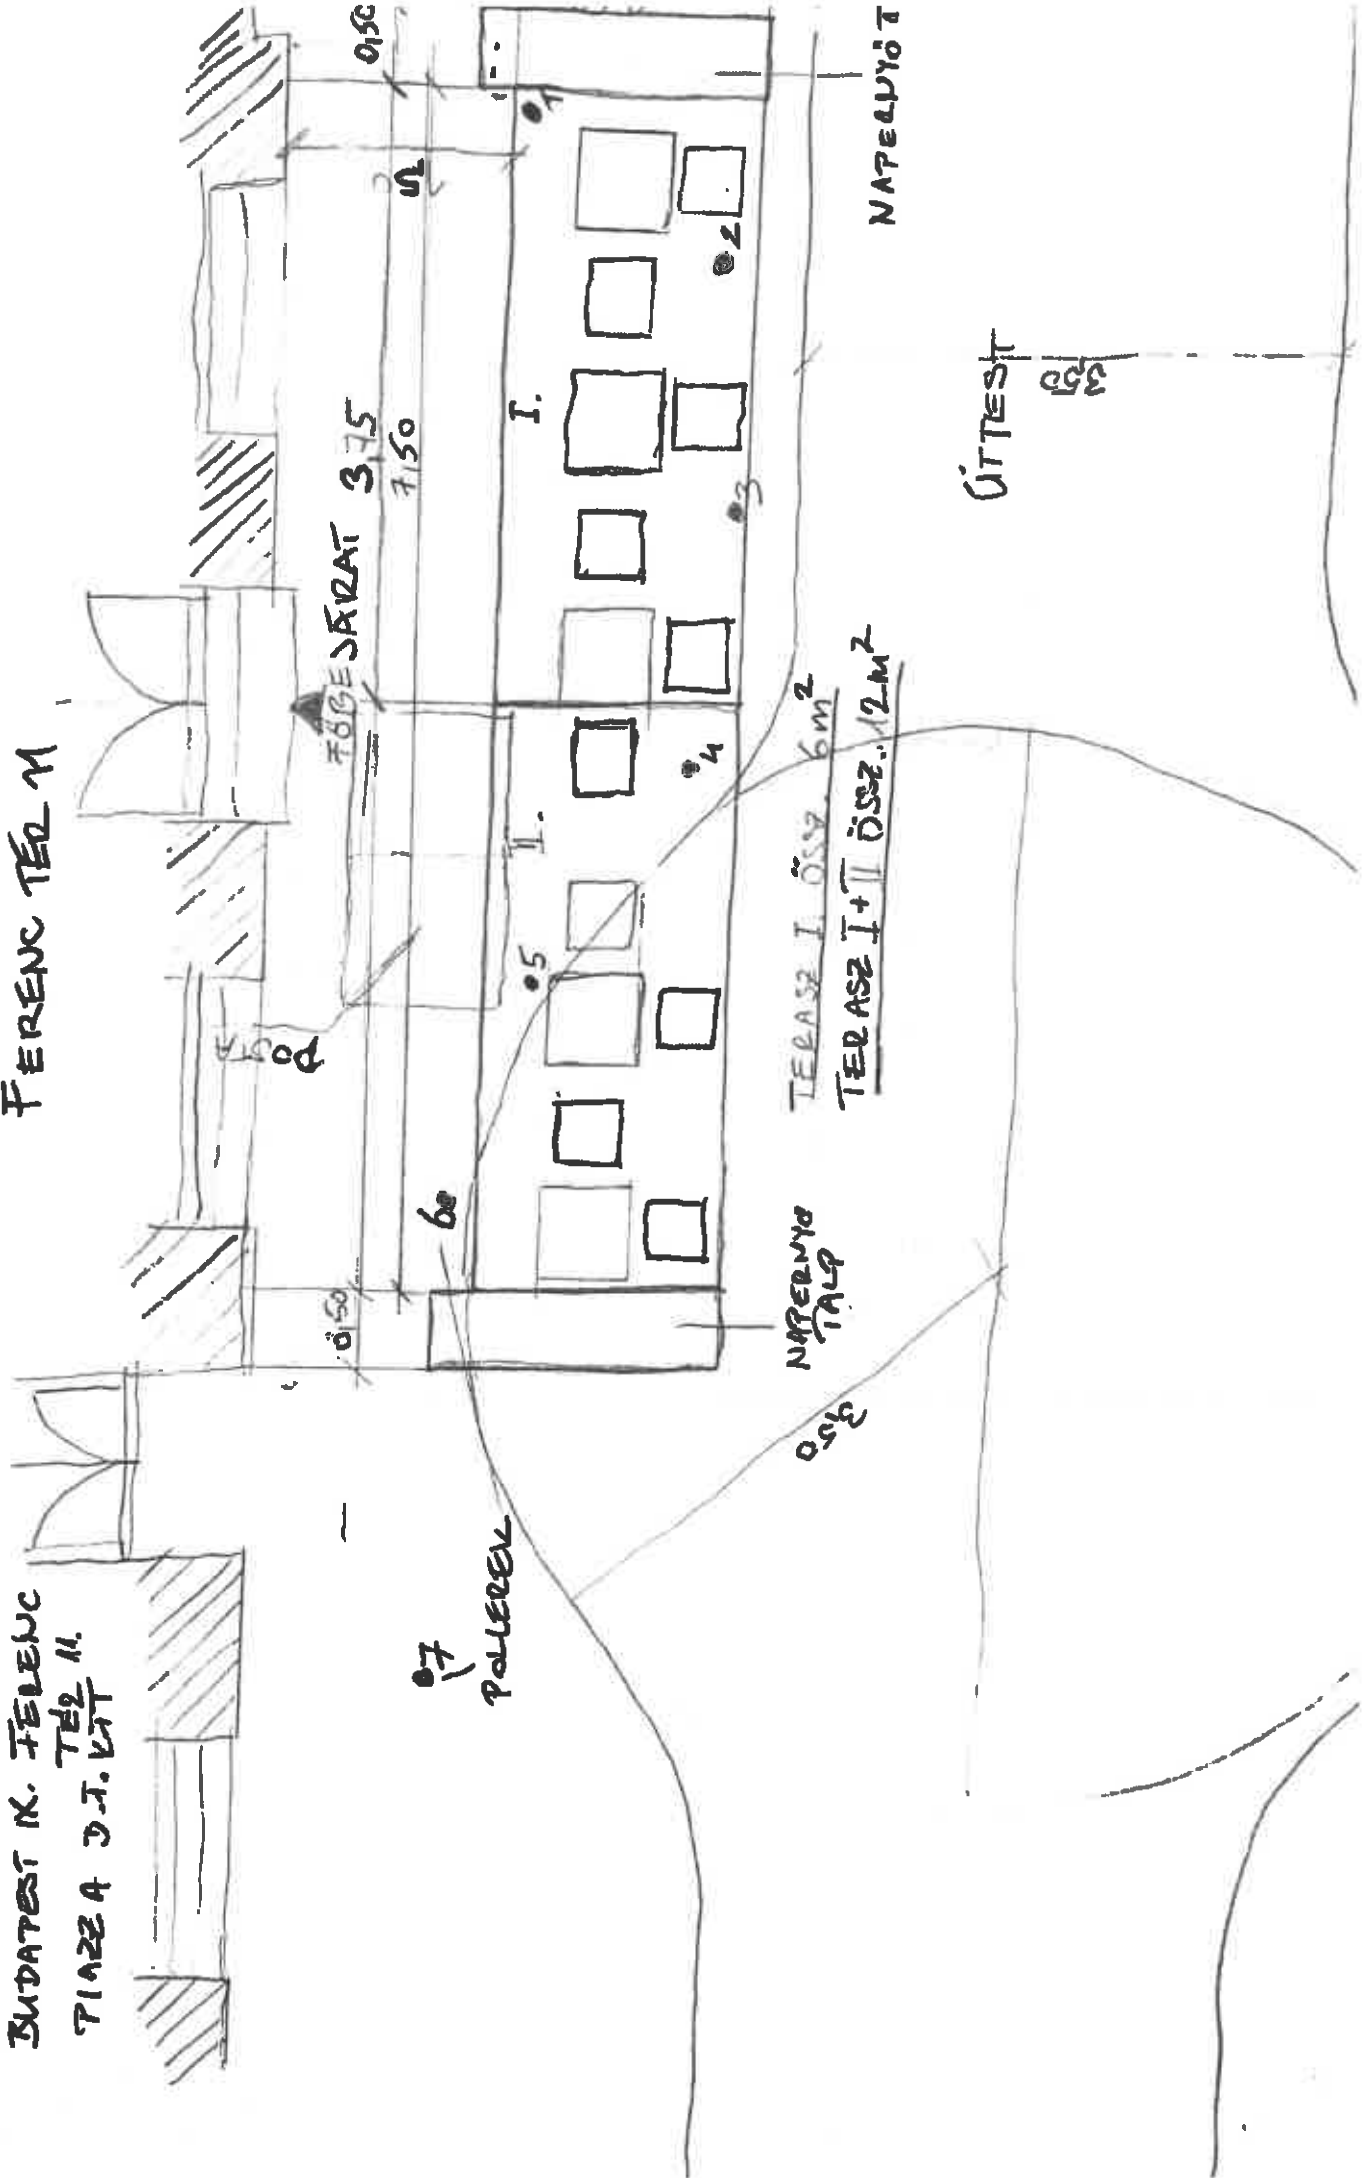 BUDAPEST IX. FERENC
TÉR 11.
PIAZZA D.T. KFT
FERENC TÉR 11
FŐBEJÁRAT
3,75
7,50
0,50
0,50
I.
II.
1
2
3
4
5
6
7
POLLEREK
NAPERNYŐ
TALP
NAPERNYŐT
TERASZ I. ÖSSZ. 6m²
TERASZ I+II ÖSSZ. 12m²
ÚTTEST
350
3,50